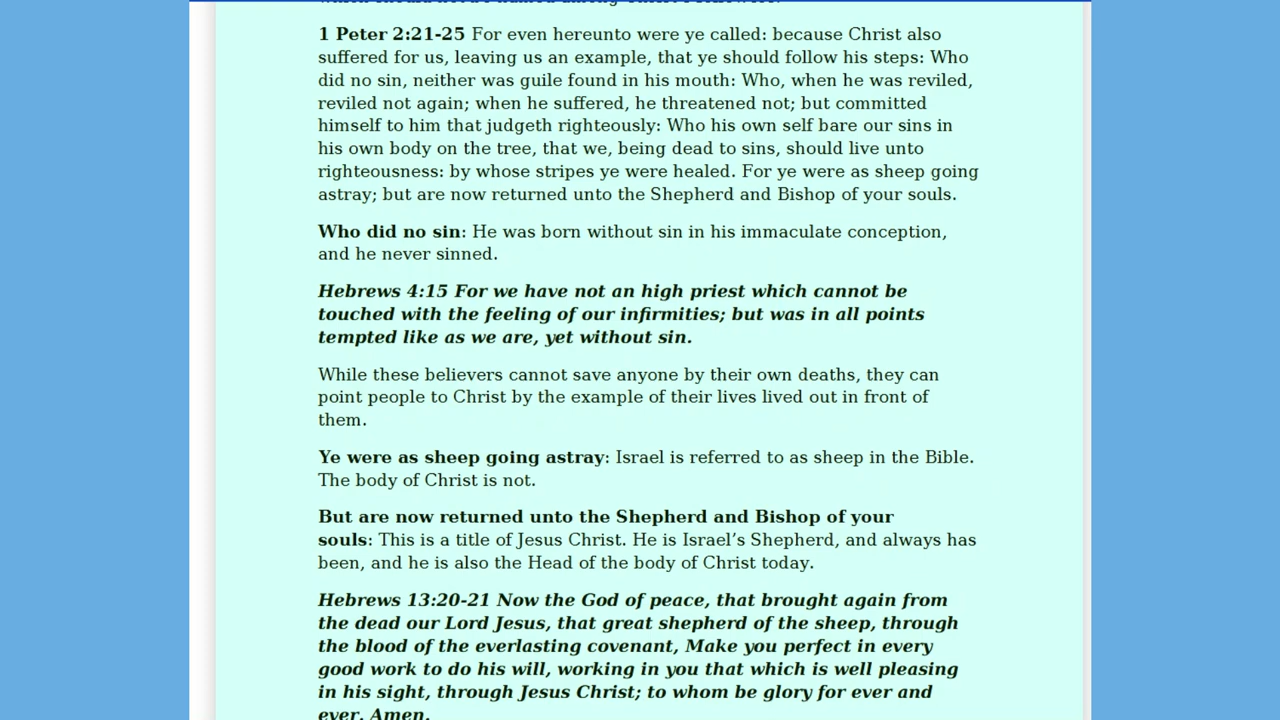 1 Peter 2:21-25 For even hereunto were ye called: because Christ also
suffered for us, leaving us an example, that ye should follow his steps: Who
did no sin, neither was guile found in his mouth: Who, when he was reviled,
reviled not again; when he suffered, he threatened not; but committed
himself to him that judgeth righteously: Who his own self bare our sins in
his own body on the tree, that we, being dead to sins, should live unto
righteousness: by whose stripes ye were healed. For ye were as sheep going
astray; but are now returned unto the Shepherd and Bishop of your souls.
Who did no sin: He was born without sin in his immaculate conception,
and he never sinned.
Hebrews 4:15 For we have not an high priest which cannot be
touched with the feeling of our infirmities; but was in all points
tempted like as we are, yet without sin.
While these believers cannot save anyone by their own deaths, they can
point people to Christ by the example of their lives lived out in front of
them.
Ye were as sheep going astray: Israel is referred to as sheep in the Bible.
The body of Christ is not.
But are now returned unto the Shepherd and Bishop of your
souls: This is a title of Jesus Christ. He is Israel’s Shepherd, and always has
been, and he is also the Head of the body of Christ today.
Hebrews 13:20-21 Now the God of peace, that brought again from
the dead our Lord Jesus, that great shepherd of the sheep, through
the blood of the everlasting covenant, Make you perfect in every
good work to do his will, working in you that which is well pleasing
in his sight, through Jesus Christ; to whom be glory for ever and
ever. Amen.